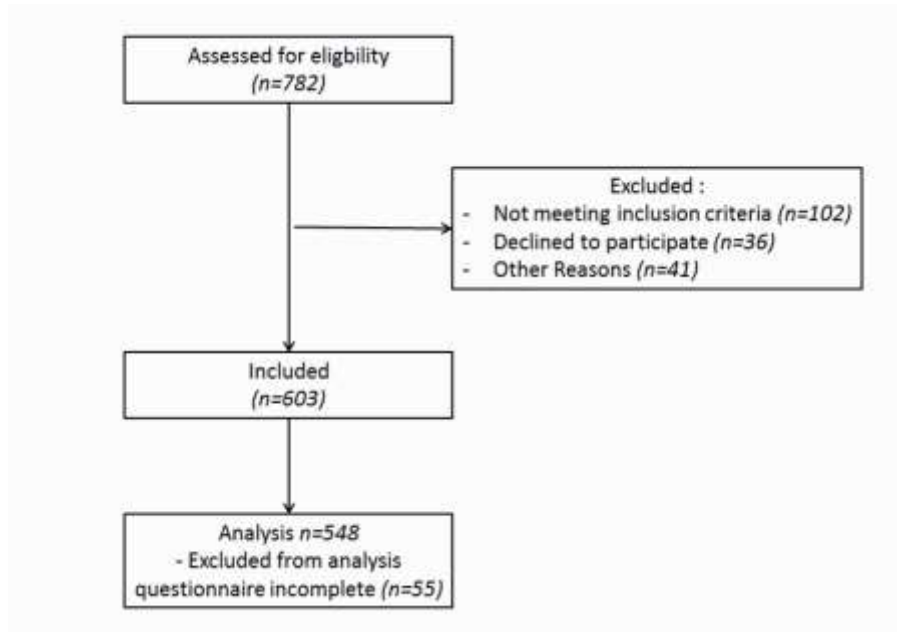 Assessed for eligbility
(n=782)
Excluded :
- Not meeting inclusion criteria (n=102)
- Declined to participate (n=36)
- Other Reasons (n=41)
Included
(n=603)
Analysis n=548
- Excluded from analysis
questionnaire incomplete (n=55)